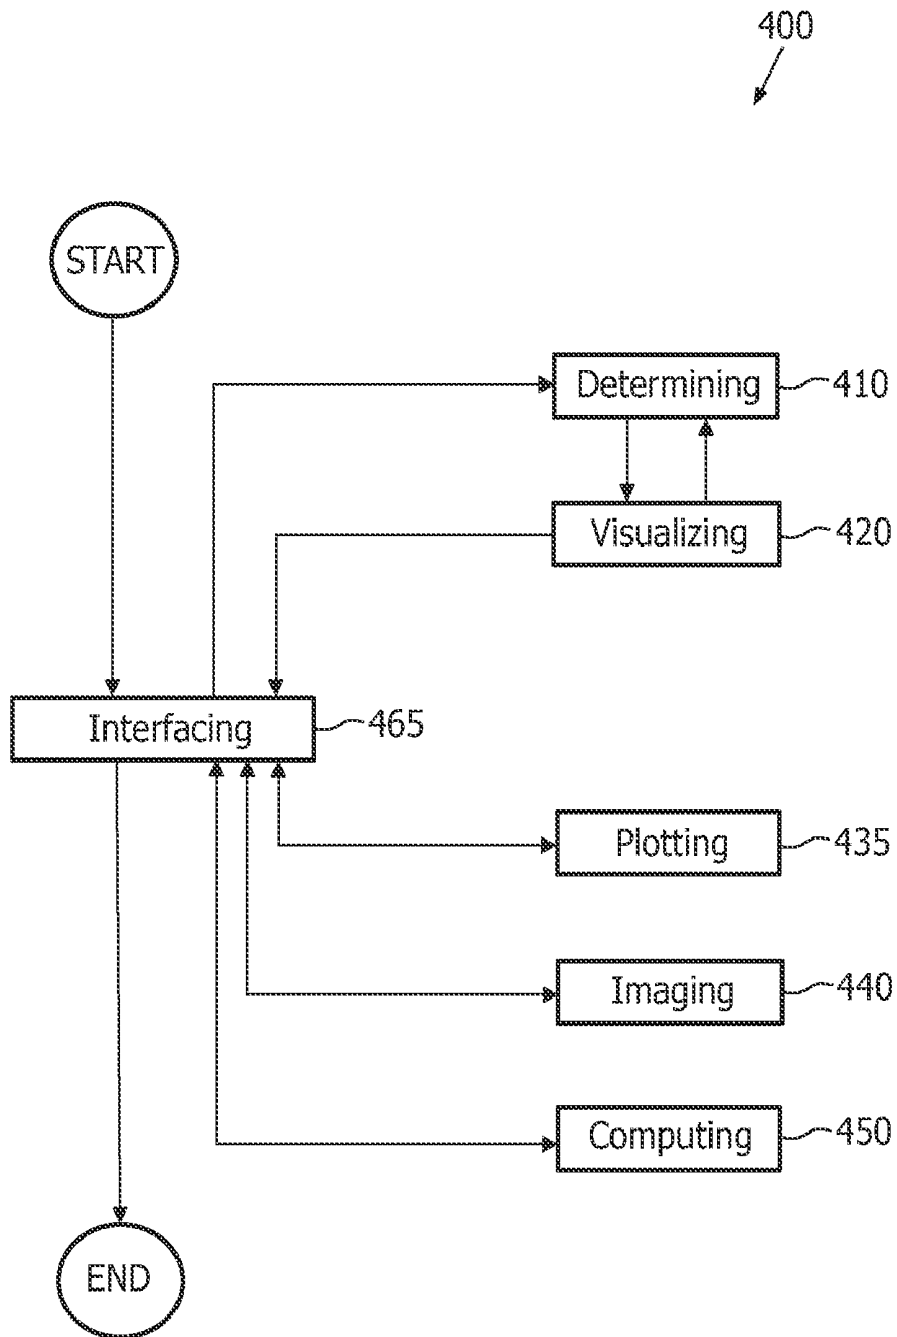 400
START
Determining 410
Visualizing 420
Interfacing 465
Plotting 435
Imaging 440
Computing 450
END